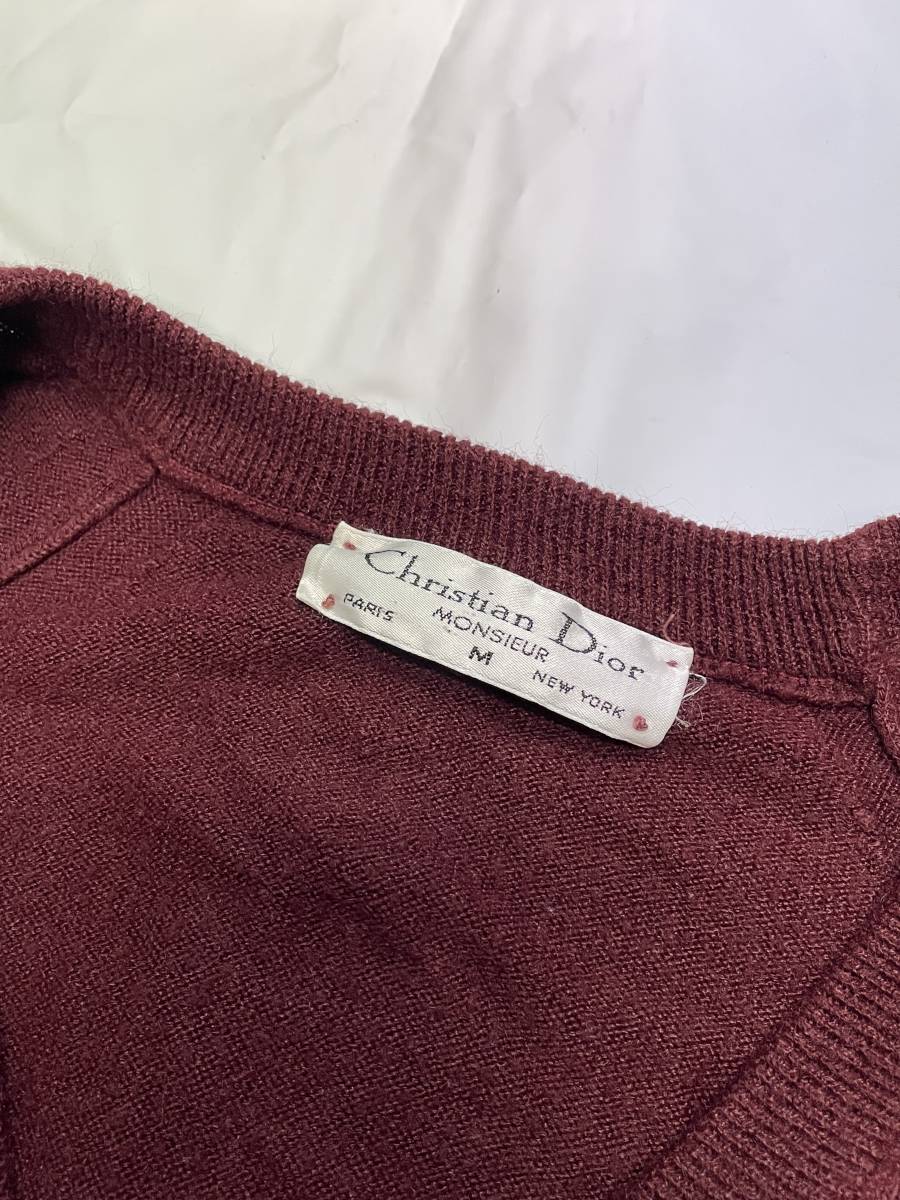 Christian Dior
MONSIEUR
PARIS M NEW YORK